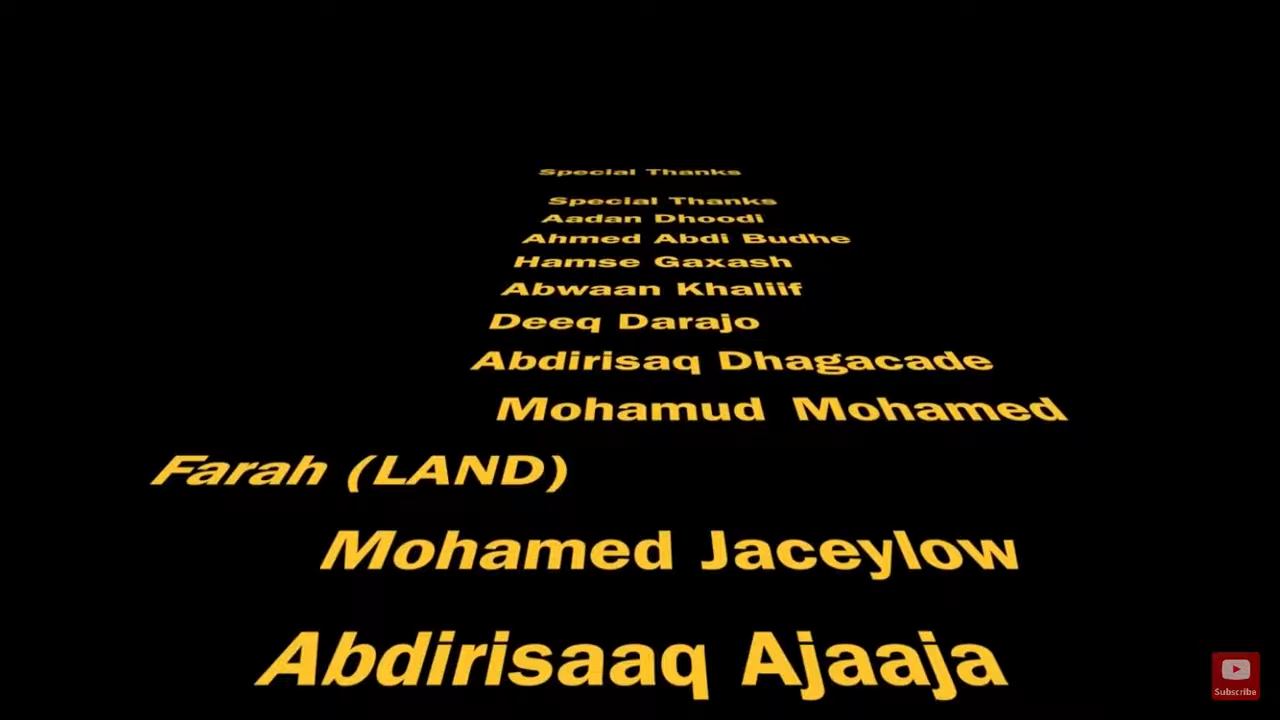 Special Thanks
Special Thanks
Aadan Dhoodi
Ahmed Abdi Budhe
Hamse Gaxash
Abwaan Khaliif
Deeq Darajo
Abdirisaq Dhagacade
Mohamud Mohamed
Farah (LAND)
Mohamed Jaceylow
Abdirisaaq Ajaaja
Subscribe